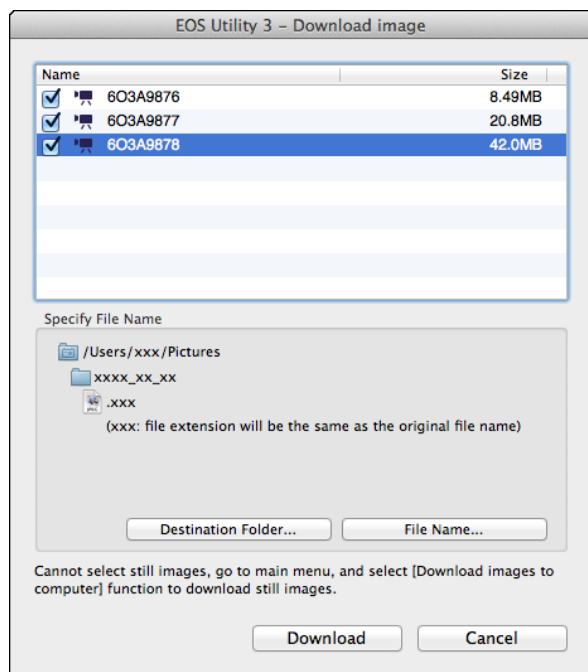 EOS Utility 3 – Download image
Name Size
6O3A9876 8.49MB
6O3A9877 20.8MB
6O3A9878 42.0MB
Specify File Name
/Users/xxx/Pictures
xxxx_xx_xx
.xxx
(xxx: file extension will be the same as the original file name)
Destination Folder... File Name...
Cannot select still images, go to main menu, and select [Download images to
computer] function to download still images.
Download Cancel